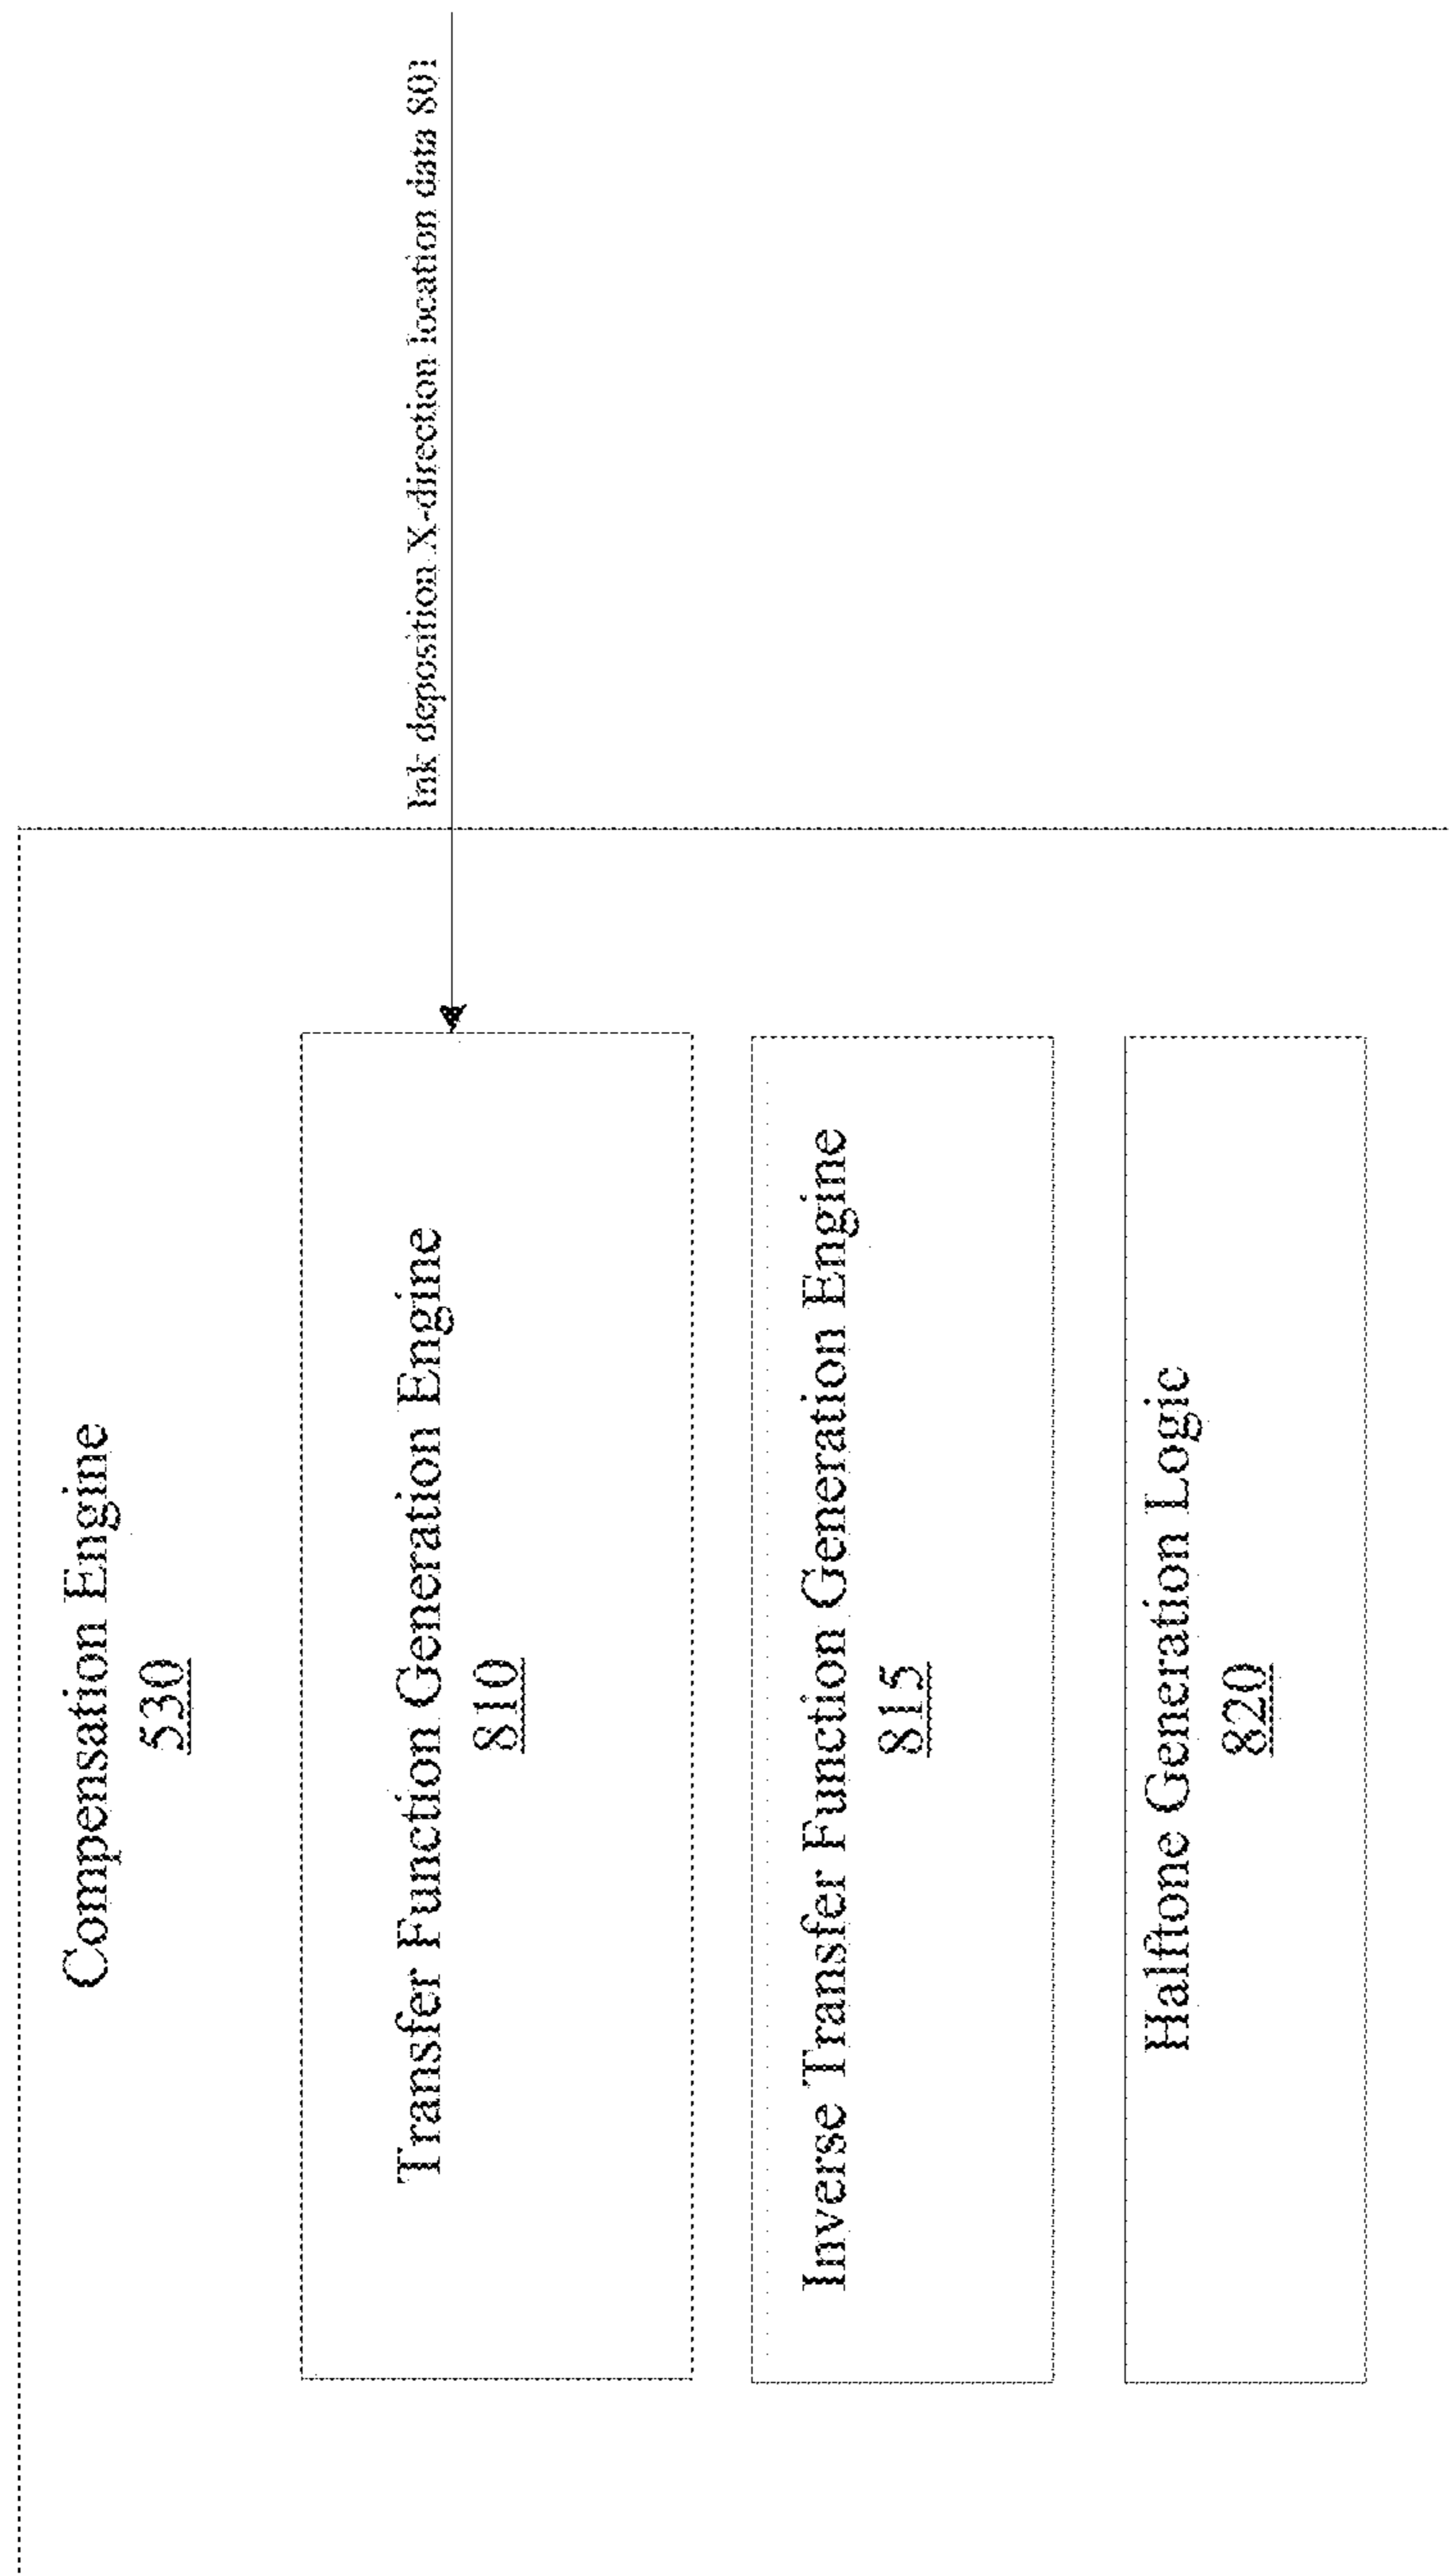 Compensation Engine
530
Ink deposition X-direction location data 801
Transfer Function Generation Engine
810
Inverse Transfer Function Generation Engine
815
Halftone Generation Logic
820